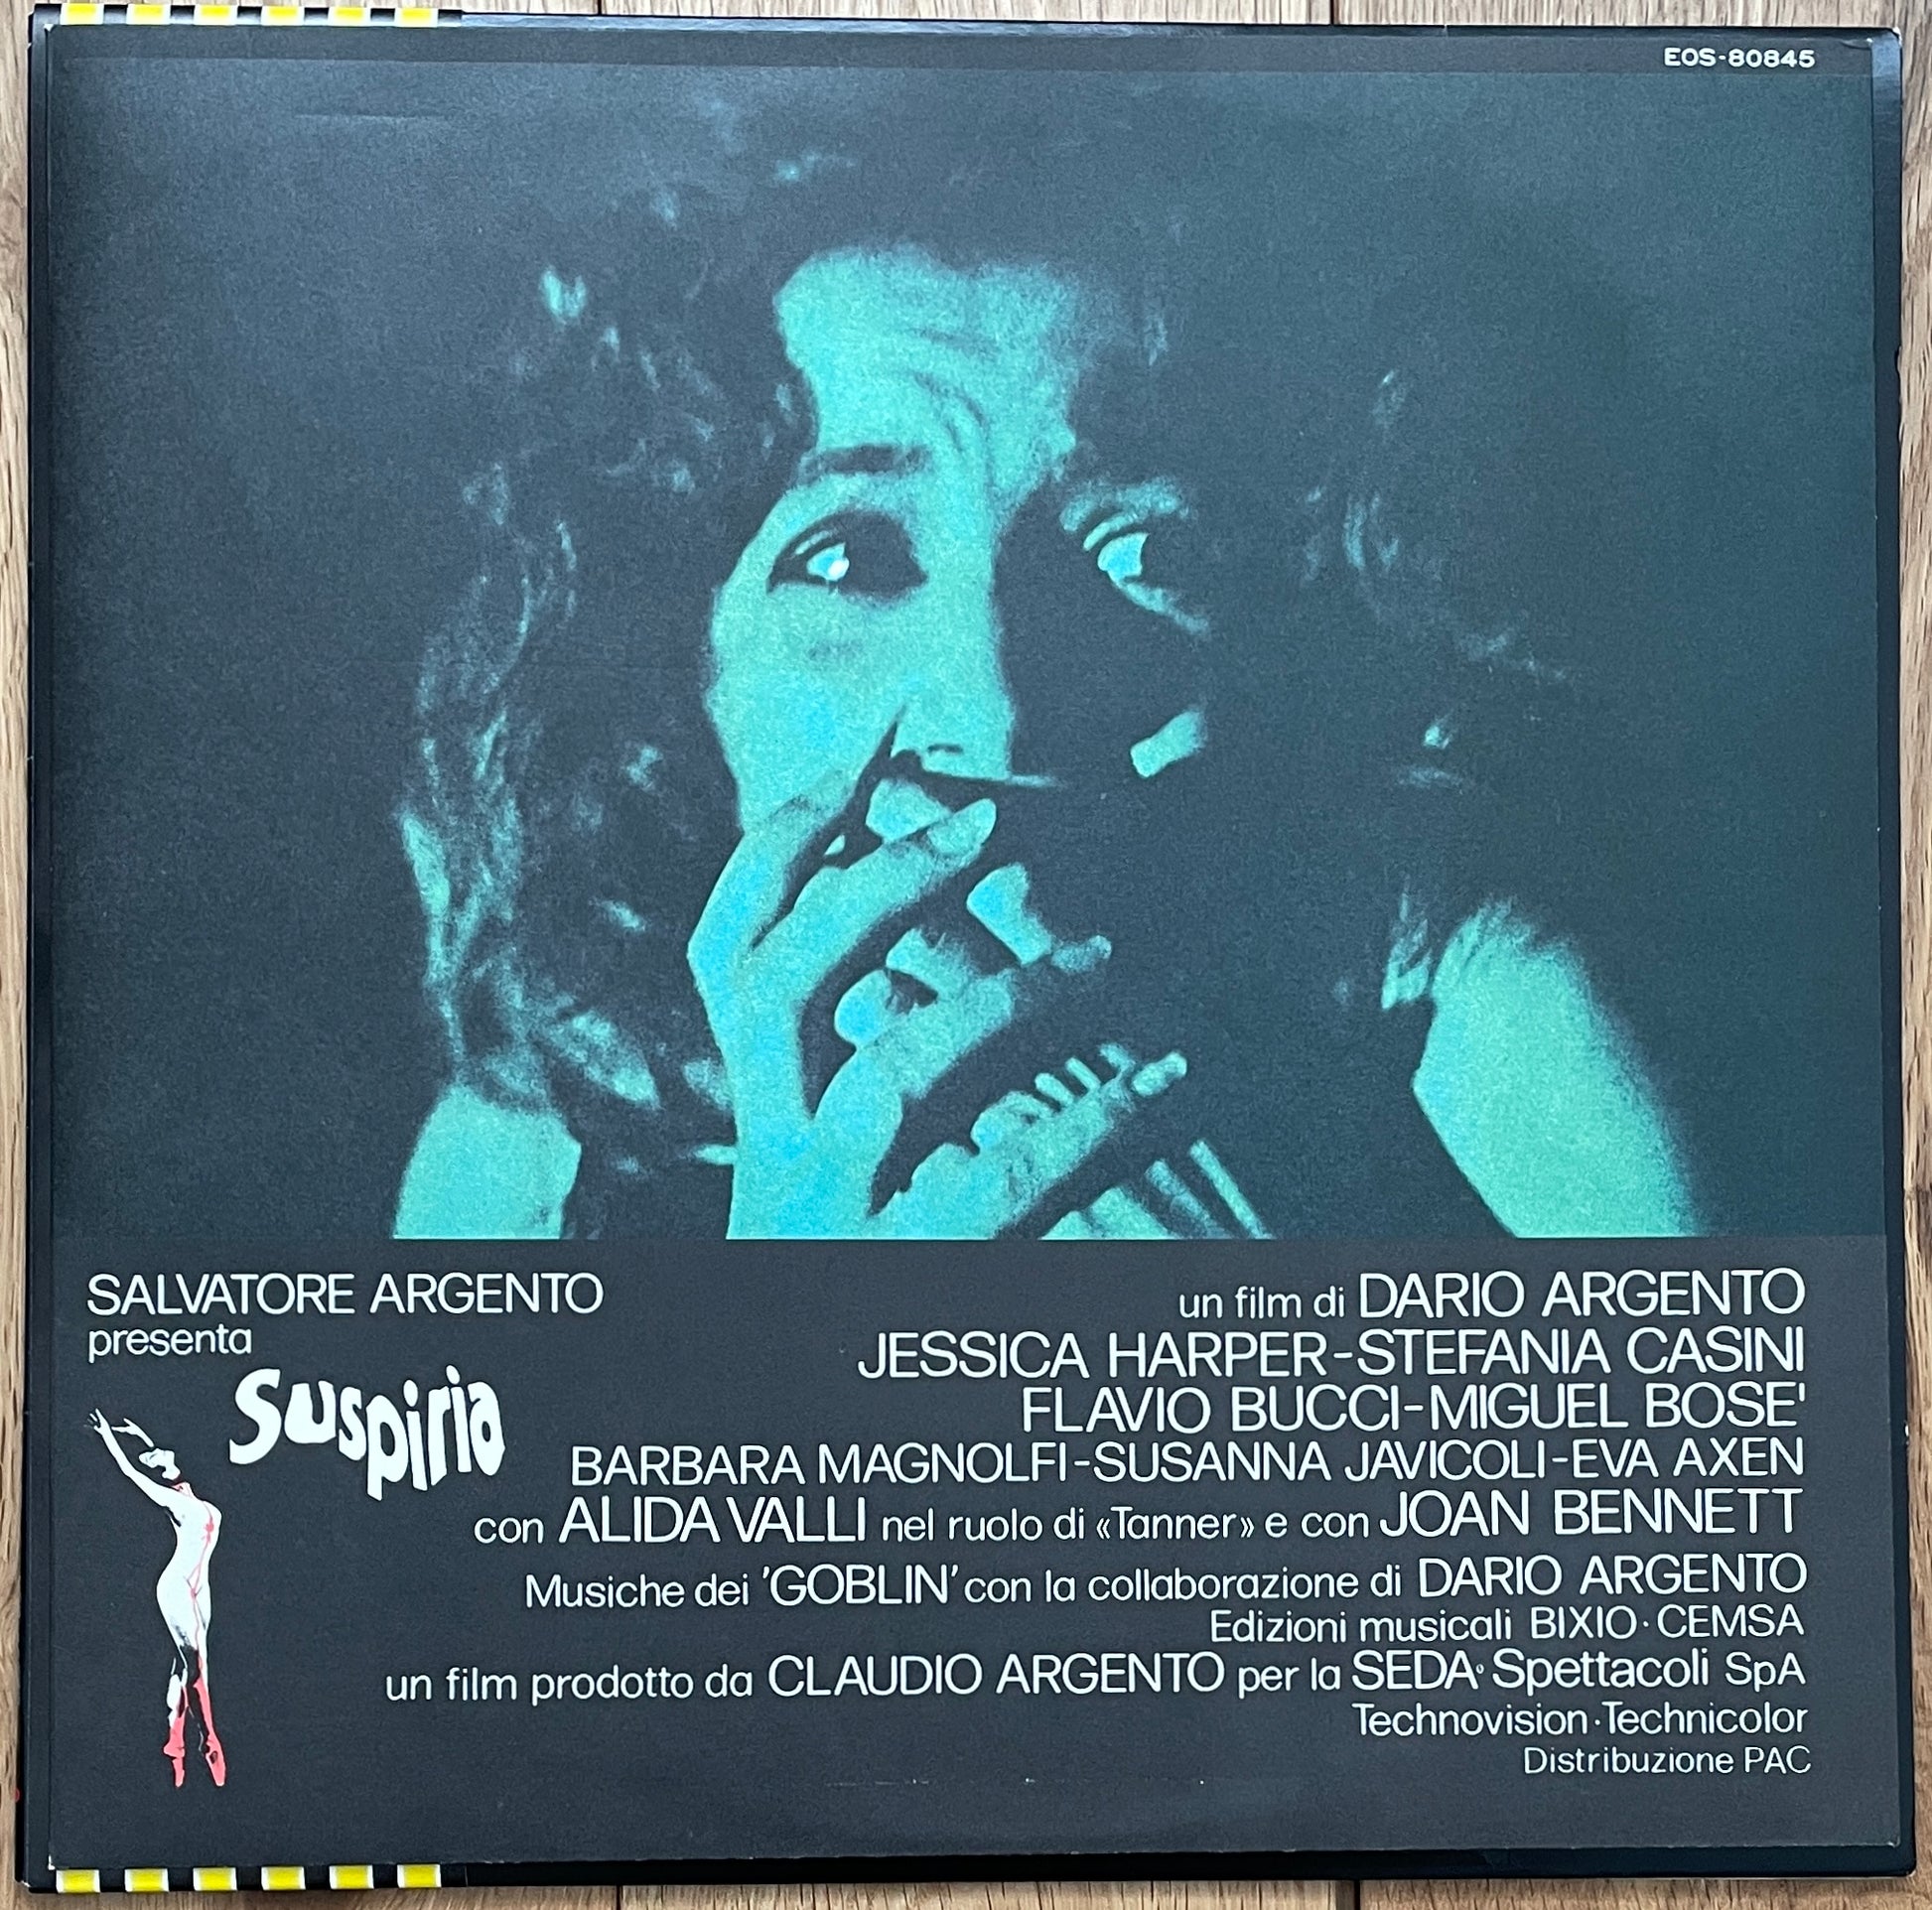 EOS-80845
SALVATORE ARGENTO
presenta
Suspiria
un film di DARIO ARGENTO
JESSICA HARPER-STEFANIA CASINI
FLAVIO BUCCI-MIGUEL BOSE'
BARBARA MAGNOLFI-SUSANNA JAVICOLI-EVA AXEN
con ALIDA VALLI nel ruolo di «Tanner» e con JOAN BENNETT
Musiche dei 'GOBLIN' con la collaborazione di DARIO ARGENTO
Edizioni musicali BIXIO·CEMSA
un film prodotto da CLAUDIO ARGENTO per la SEDA· Spettacoli SpA
Technovision·Technicolor
Distribuzione PAC